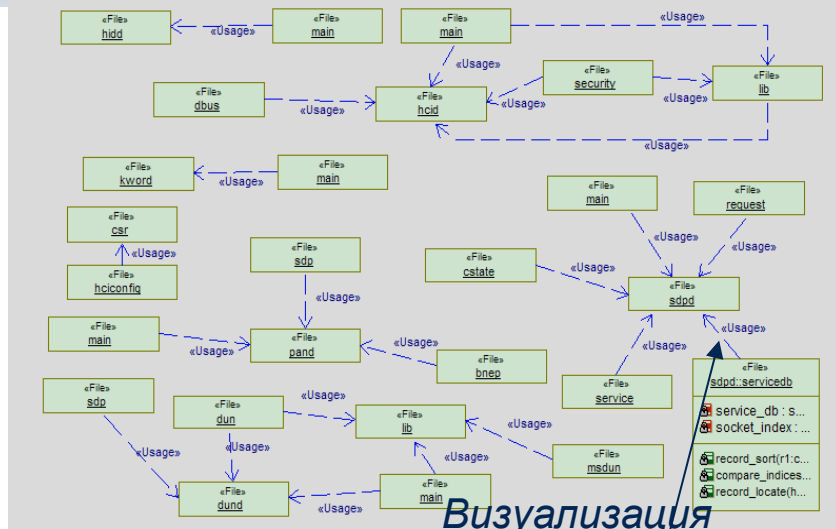 «File»
hidd
«Usage»
«File»
main
«File»
main
«Usage»
«Usage»
«File»
dbus
«Usage»
«File»
hcid
«Usage»
«File»
security
«Usage»
«File»
lib
«Usage»
«File»
kword
«Usage»
«File»
main
«File»
csr
«Usage»
«File»
hciconfig
«File»
sdp
«Usage»
«File»
main
«Usage»
«File»
pand
«Usage»
«File»
bnep
«File»
main
«Usage»
«File»
request
«Usage»
«File»
cstate
«Usage»
«File»
sdpd
«Usage»
«File»
service
«Usage»
«File»
sdpd::servicedb
service_db : s...
socket_index : ...
record_sort(r1:c...
compare_indices...
record_locate(h...
«File»
sdp
«Usage»
«File»
dun
«Usage»
«Usage»
«File»
lib
«Usage»
«File»
msdun
«Usage»
«File»
dund
«Usage»
«File»
main
Визуализация